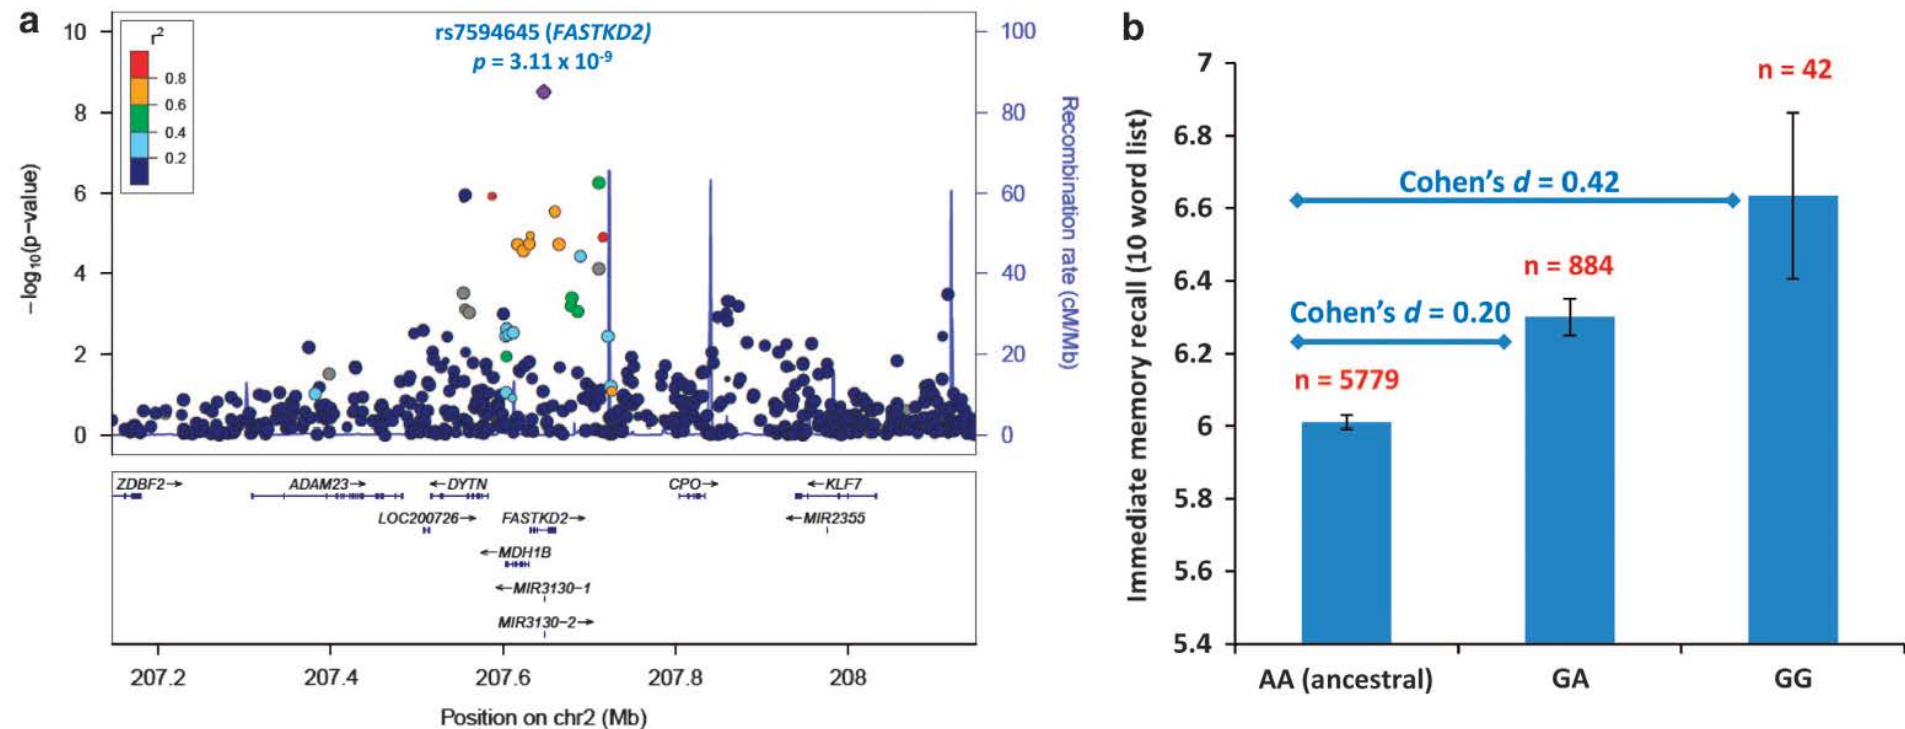 a
rs7594645 (FASTKD2)
p = 3.11 x 10-9
r2
0.8
0.6
0.4
0.2
10
8
6
4
2
0
−log10(p−value)
100
80
60
40
20
0
Recombination rate (cM/Mb)
ZDBF2→
ADAM23→
←DYTN
CPO→
←KLF7
LOC200726→
FASTKD2→
←MIR2355
←MDH1B
←MIR3130−1
MIR3130−2→
207.2
207.4
207.6
207.8
208
Position on chr2 (Mb)
b
Immediate memory recall (10 word list)
7
6.8
6.6
6.4
6.2
6
5.8
5.6
5.4
n = 42
Cohen's d = 0.42
n = 884
Cohen's d = 0.20
n = 5779
AA (ancestral)
GA
GG